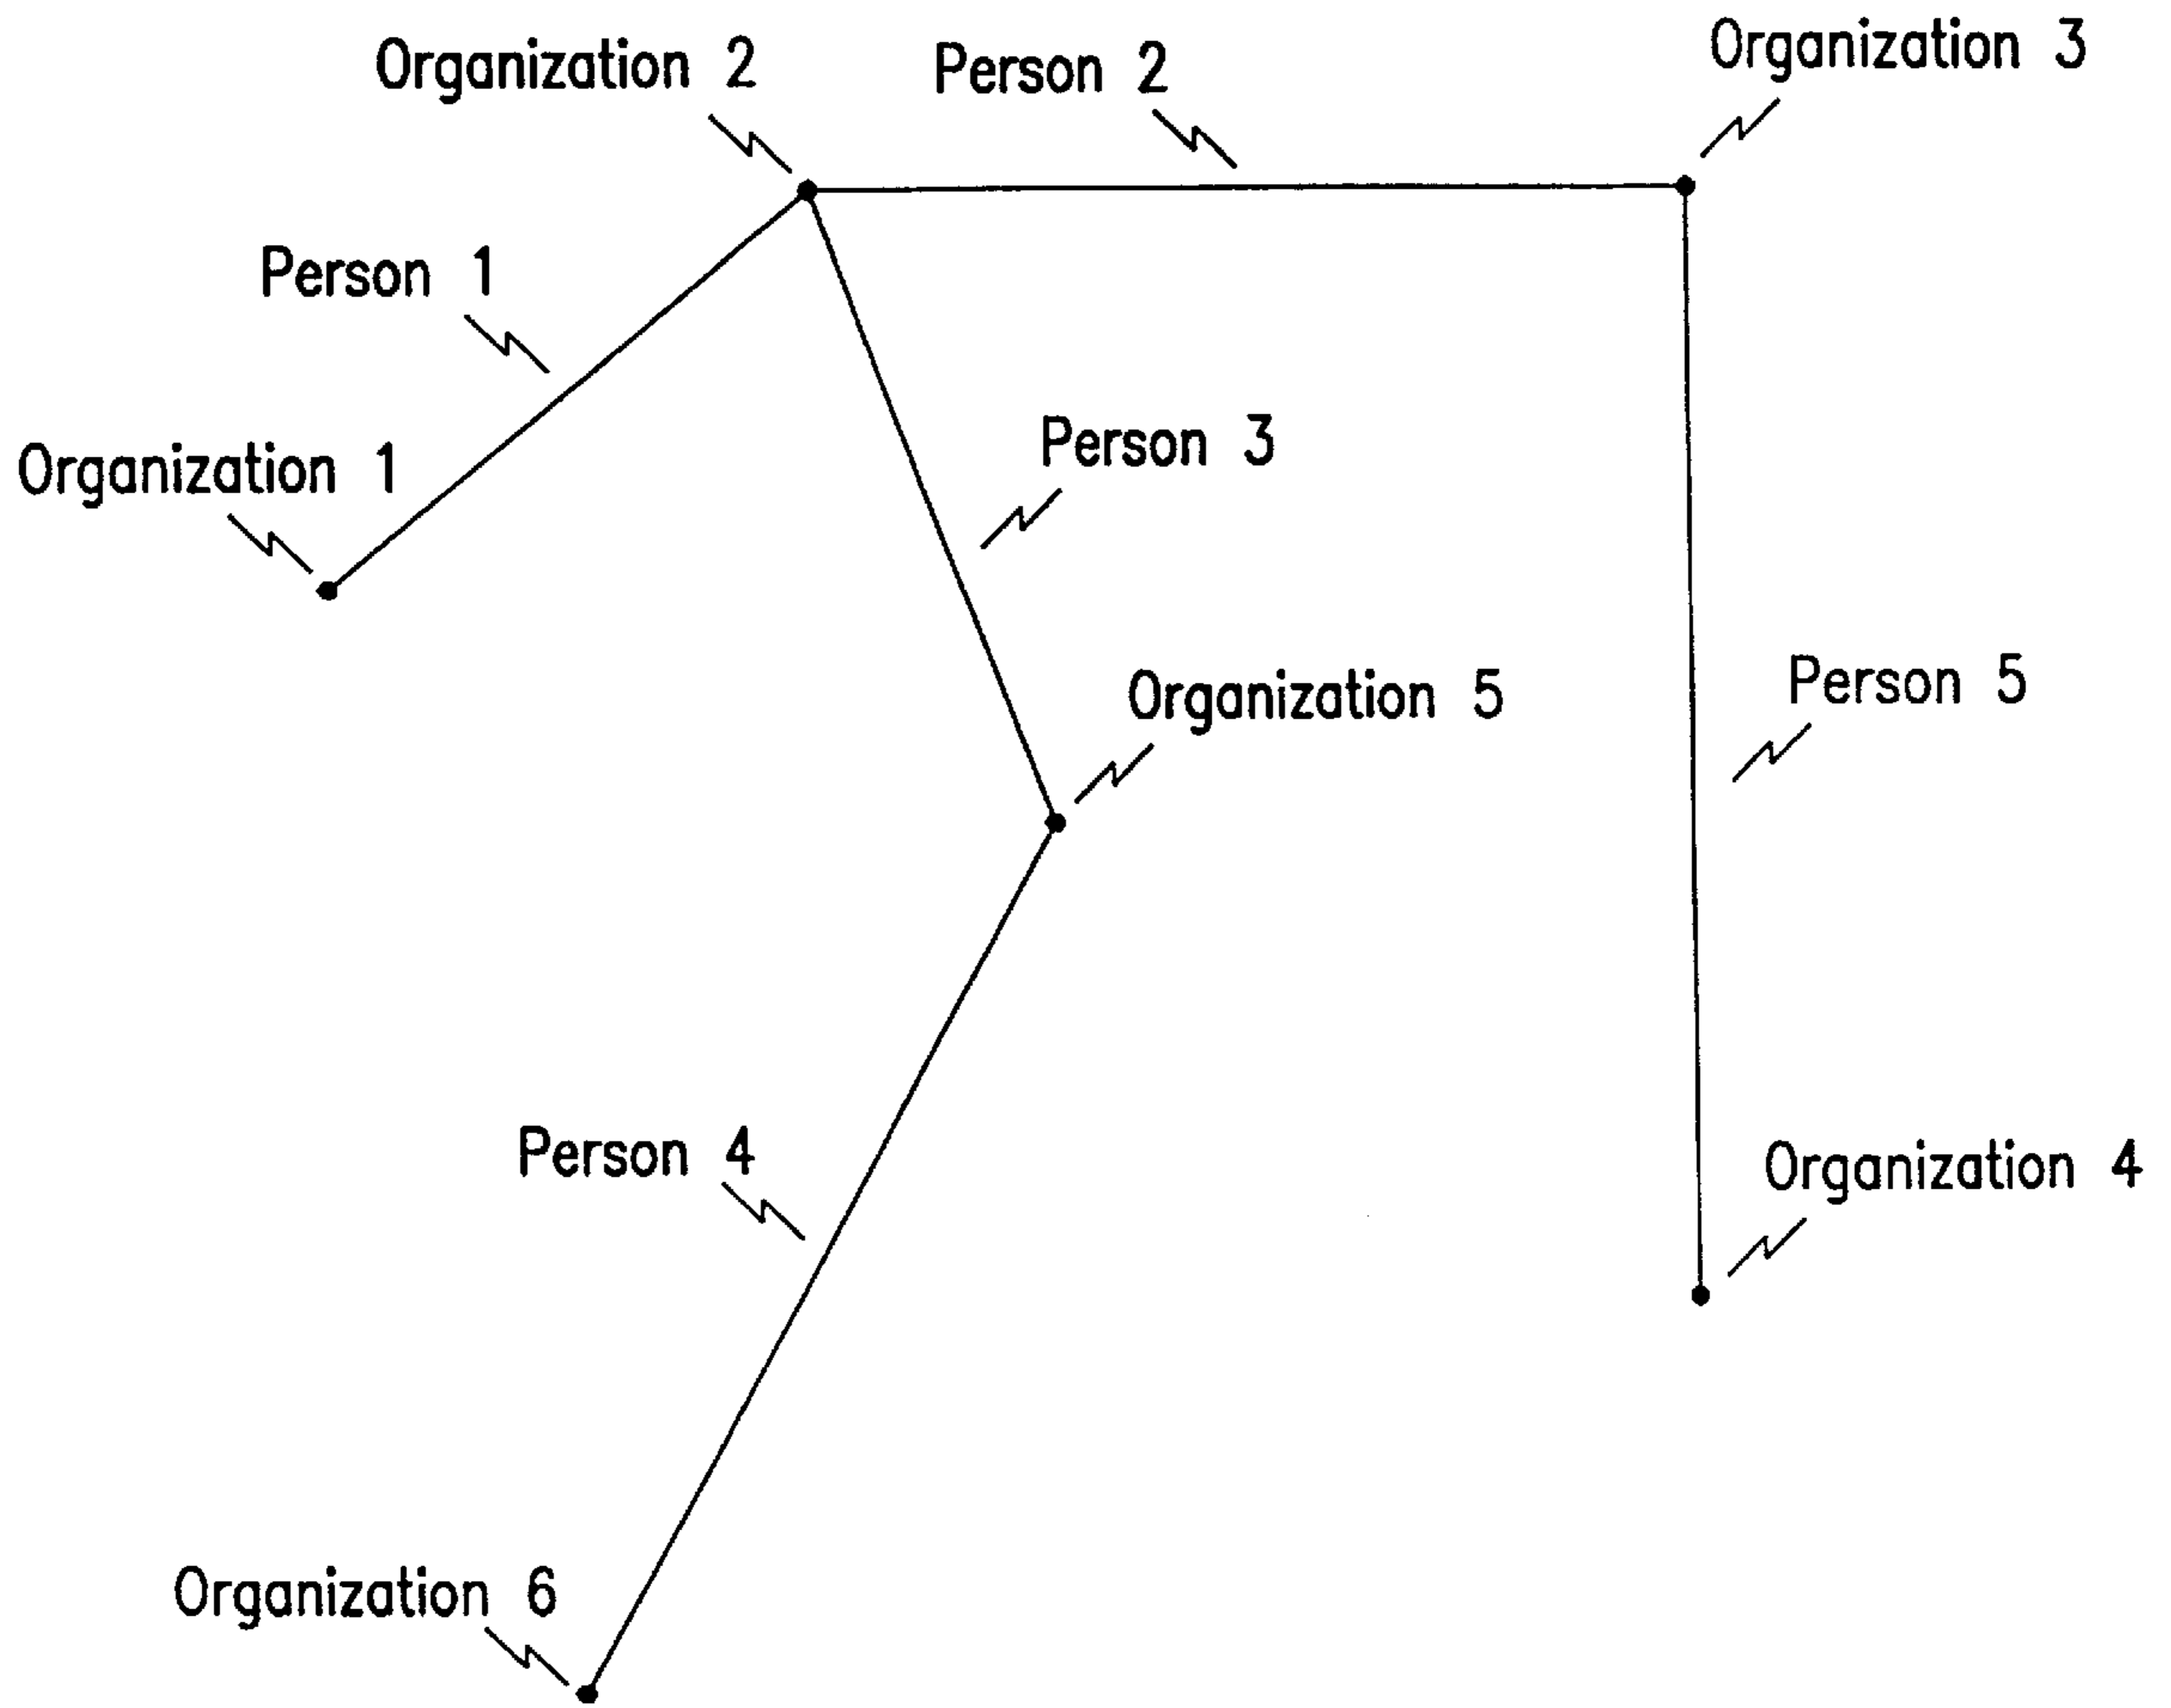 Organization 3
Organization 2
Person 2
Person 1
Person 3
Organization 1
Person 5
Organization 5
Person 4
Organization 4
Organization 6